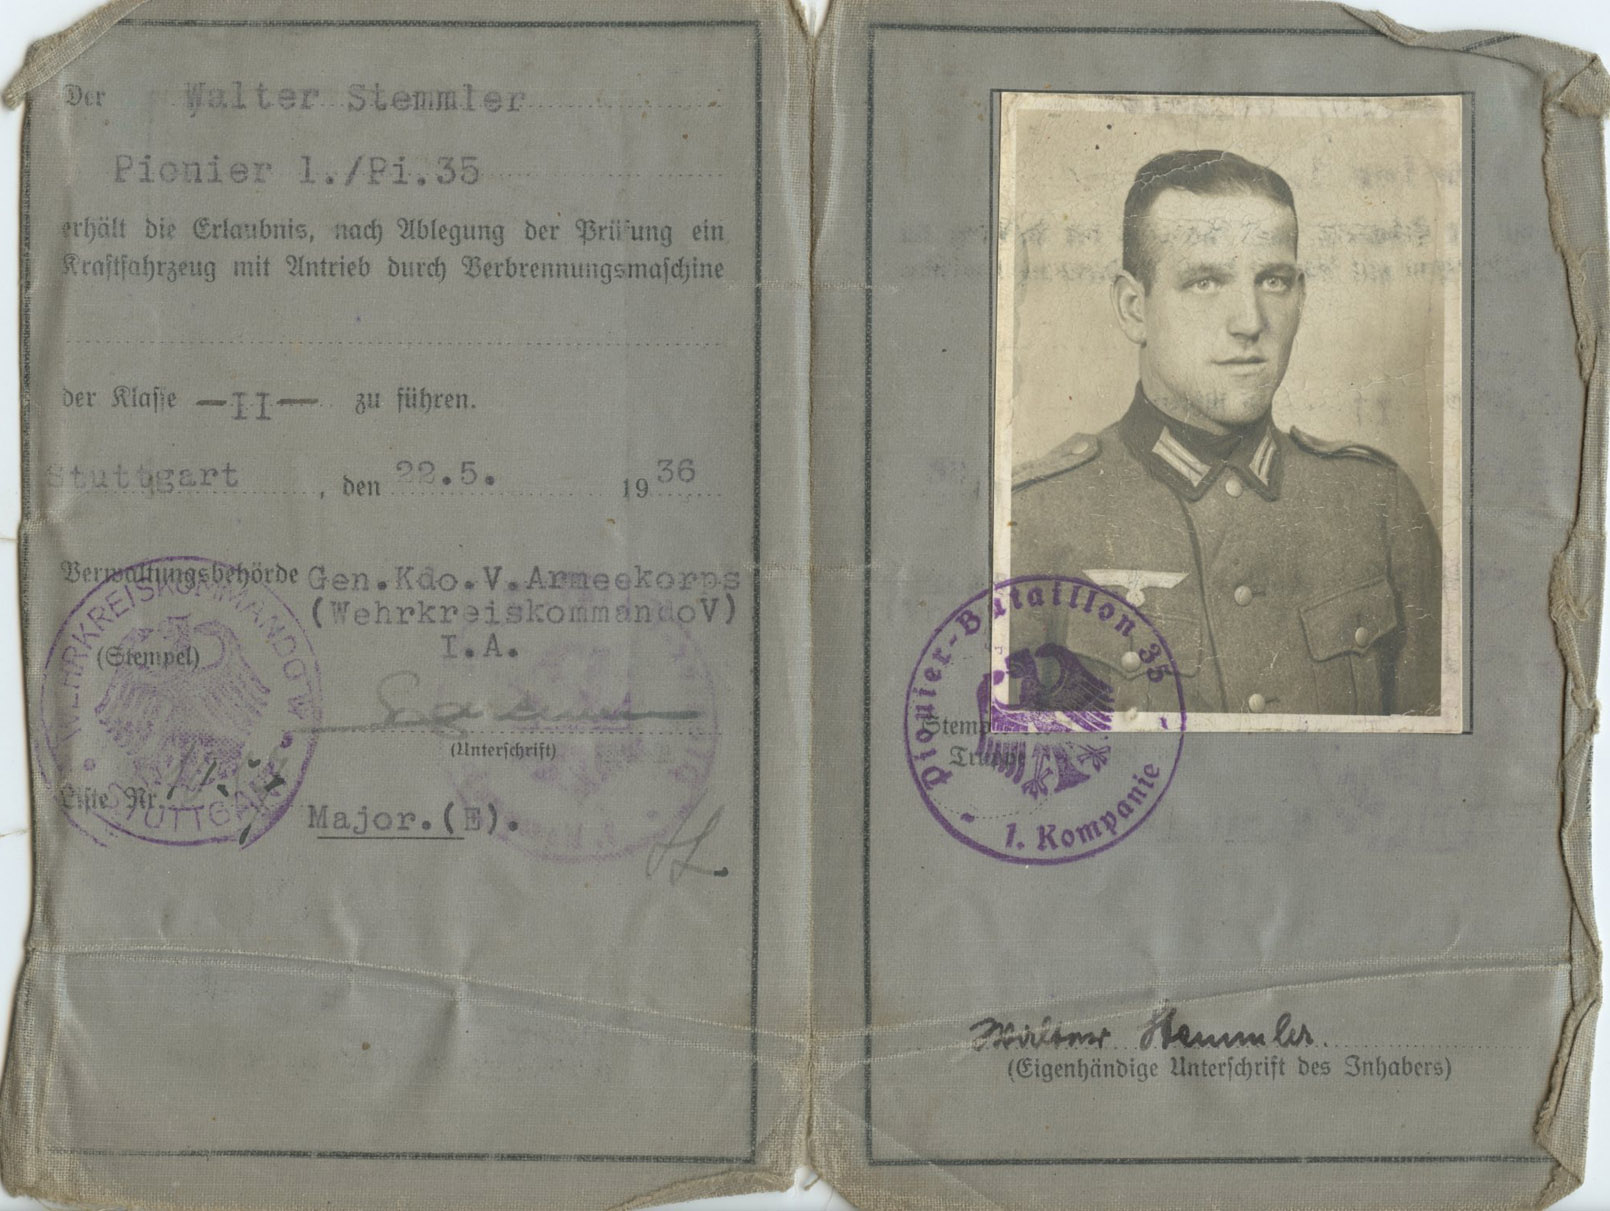 Der Walter Stemmler
Pionier 1./Pi.35
erhält die Erlaubnis, nach Ablegung der Prüfung ein
Kraftfahrzeug mit Antrieb durch Verbrennungsmaschine
der Klasse —II— zu führen.
Stuttgart, den 22.5. 1936
Verwaltungsbehörde Gen.Kdo.V.Armeekorps
(WehrkreiskommandoV)
(Stempel) I.A.
(Unterschrift)
Liste Nr.
Major.(E).
WEHRKREISKOMMANDO V
STUTTGART
Pionier-Bataillon 35
1. Kompanie
Walter Stemmler
(Eigenhändige Unterschrift des Inhabers)